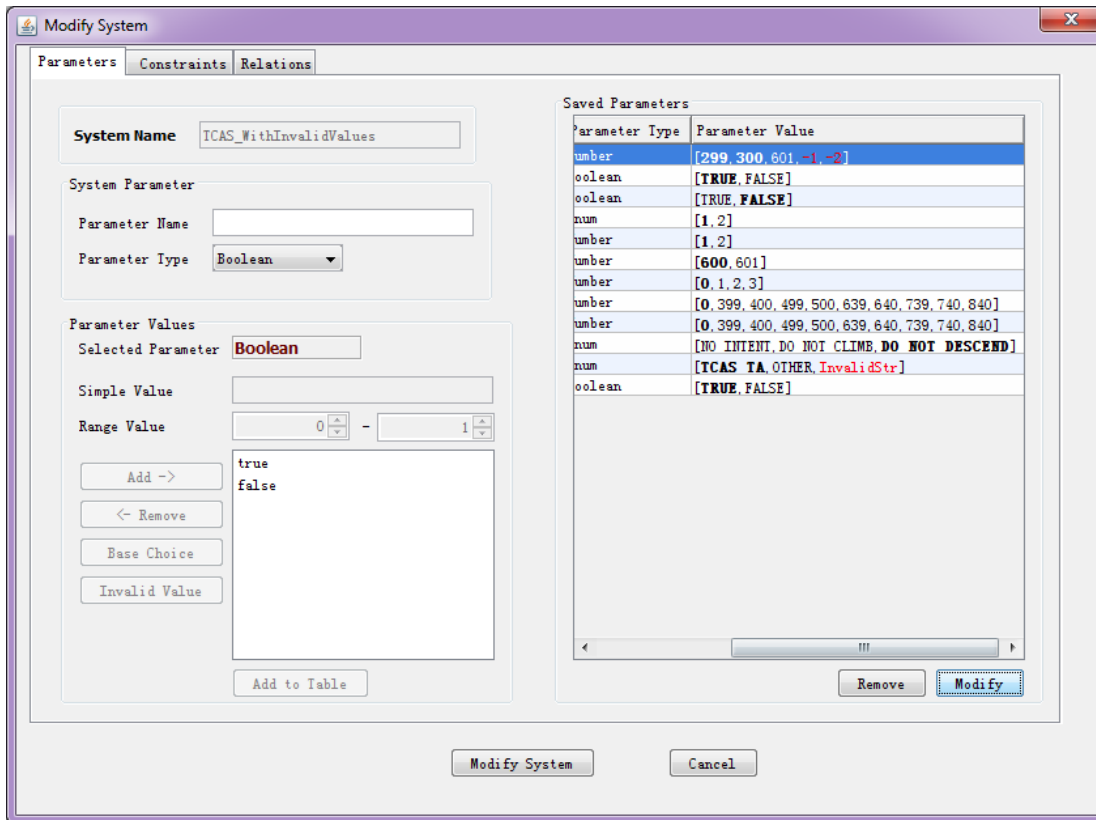 Modify System
Parameters Constraints Relations
System Name TCAS_WithInvalidValues
System Parameter
Parameter Name
Parameter Type Boolean
Parameter Values
Selected Parameter Boolean
Simple Value
Range Value 0 - 1
Add ->
<- Remove
Base Choice
Invalid Value
true
false
Add to Table
Saved Parameters
Parameter Type Parameter Value
umber [299, 300, 601, -1, -2]
oolean [TRUE, FALSE]
oolean [TRUE, FALSE]
num [1, 2]
umber [1, 2]
umber [600, 601]
umber [0, 1, 2, 3]
umber [0, 399, 400, 499, 500, 639, 640, 739, 740, 840]
umber [0, 399, 400, 499, 500, 639, 640, 739, 740, 840]
num [NO INTENT, DO NOT CLIMB, DO NOT DESCEND]
num [TCAS TA, OTHER, InvalidStr]
oolean [TRUE, FALSE]
Remove Modify
Modify System Cancel